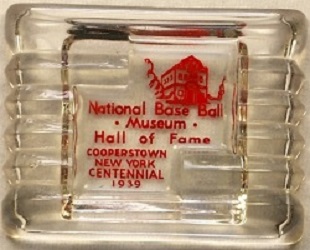 National Base Ball
• Museum •
Hall of Fame
COOPERSTOWN
NEW YORK
CENTENNIAL
1939